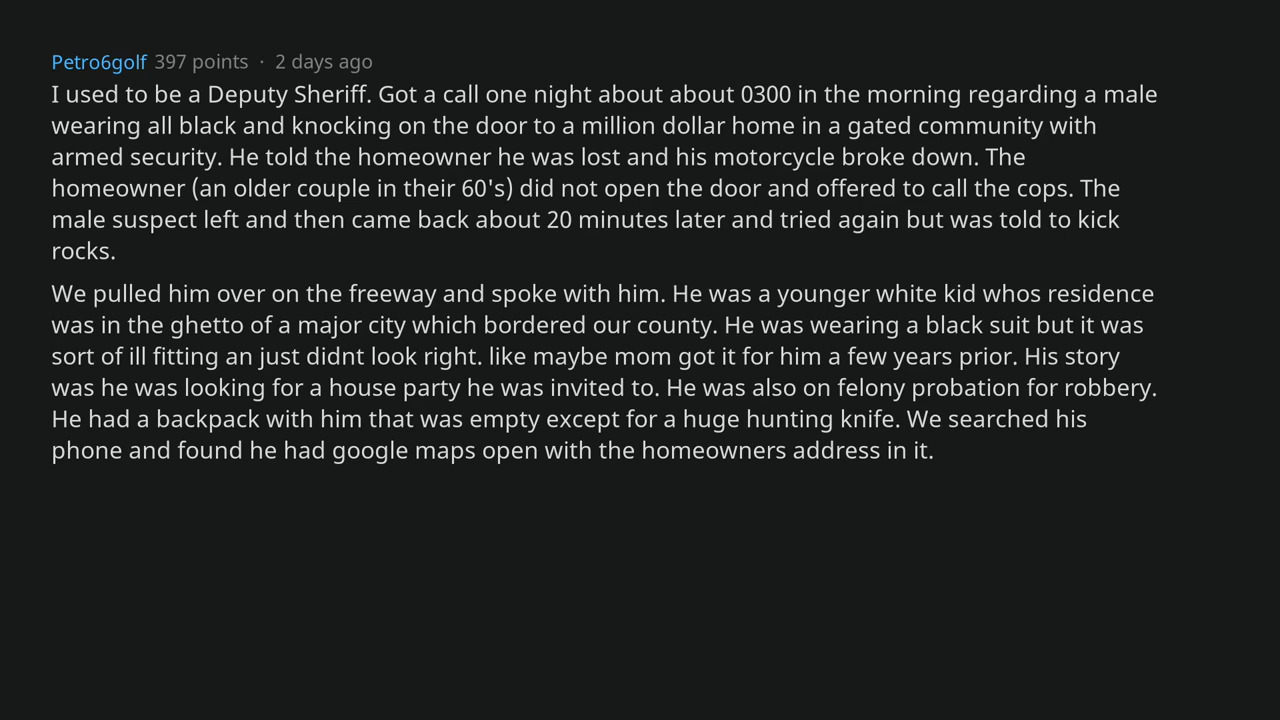 Petro6golf 397 points · 2 days ago
I used to be a Deputy Sheriff. Got a call one night about about 0300 in the morning regarding a male
wearing all black and knocking on the door to a million dollar home in a gated community with
armed security. He told the homeowner he was lost and his motorcycle broke down. The
homeowner (an older couple in their 60's) did not open the door and offered to call the cops. The
male suspect left and then came back about 20 minutes later and tried again but was told to kick
rocks.
We pulled him over on the freeway and spoke with him. He was a younger white kid whos residence
was in the ghetto of a major city which bordered our county. He was wearing a black suit but it was
sort of ill fitting an just didnt look right. like maybe mom got it for him a few years prior. His story
was he was looking for a house party he was invited to. He was also on felony probation for robbery.
He had a backpack with him that was empty except for a huge hunting knife. We searched his
phone and found he had google maps open with the homeowners address in it.